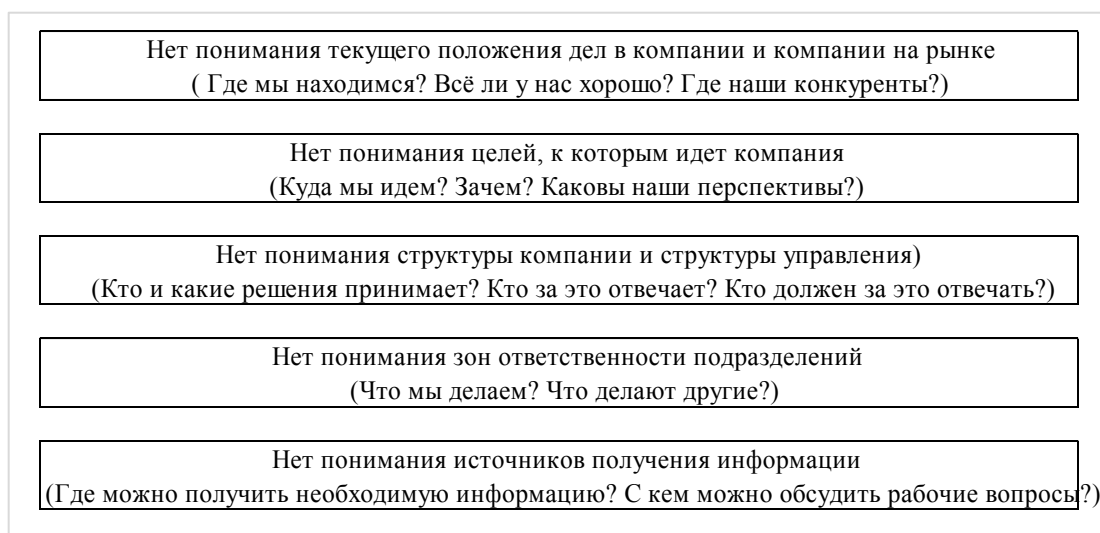 Нет понимания текущего положения дел в компании и компании на рынке
( Где мы находимся? Всё ли у нас хорошо? Где наши конкуренты?)
Нет понимания целей, к которым идет компания
(Куда мы идем? Зачем? Каковы наши перспективы?)
Нет понимания структуры компании и структуры управления)
(Кто и какие решения принимает? Кто за это отвечает? Кто должен за это отвечать?)
Нет понимания зон ответственности подразделений
(Что мы делаем? Что делают другие?)
Нет понимания источников получения информации
(Где можно получить необходимую информацию? С кем можно обсудить рабочие вопросы?)